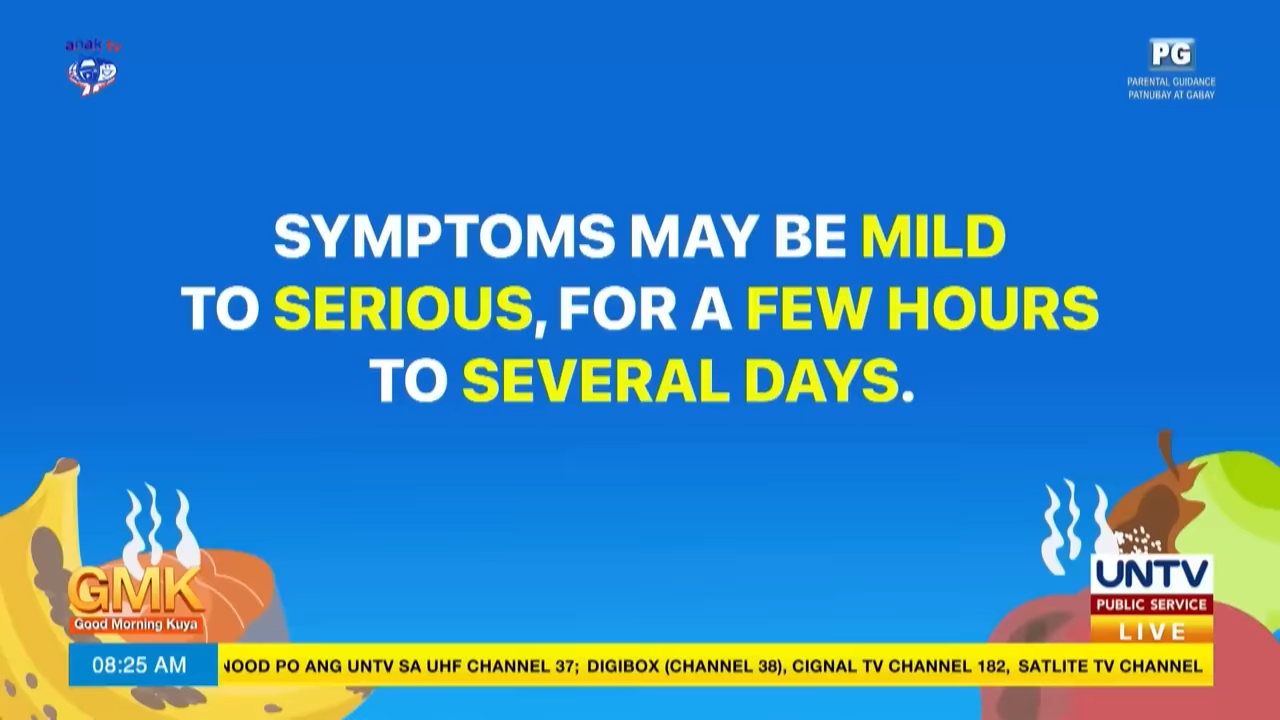 anak tv
PG
PARENTAL GUIDANCE
PATNUBAY AT GABAY
SYMPTOMS MAY BE MILD
TO SERIOUS, FOR A FEW HOURS
TO SEVERAL DAYS.
GMK
Good Morning Kuya
UNTV
PUBLIC SERVICE
LIVE
08:25 AM
NOOD PO ANG UNTV SA UHF CHANNEL 37; DIGIBOX (CHANNEL 38), CIGNAL TV CHANNEL 182, SATLITE TV CHANNEL